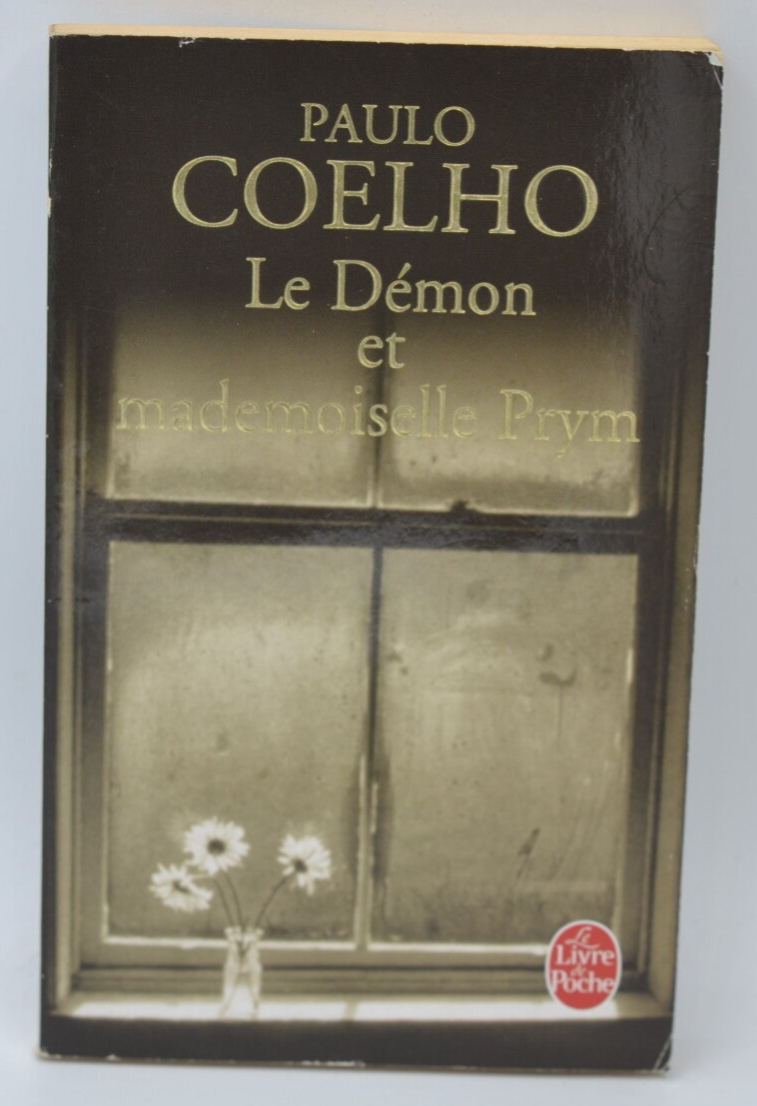 PAULO
COELHO
Le Démon
et
mademoiselle Prym
Le
Livre
de
Poche